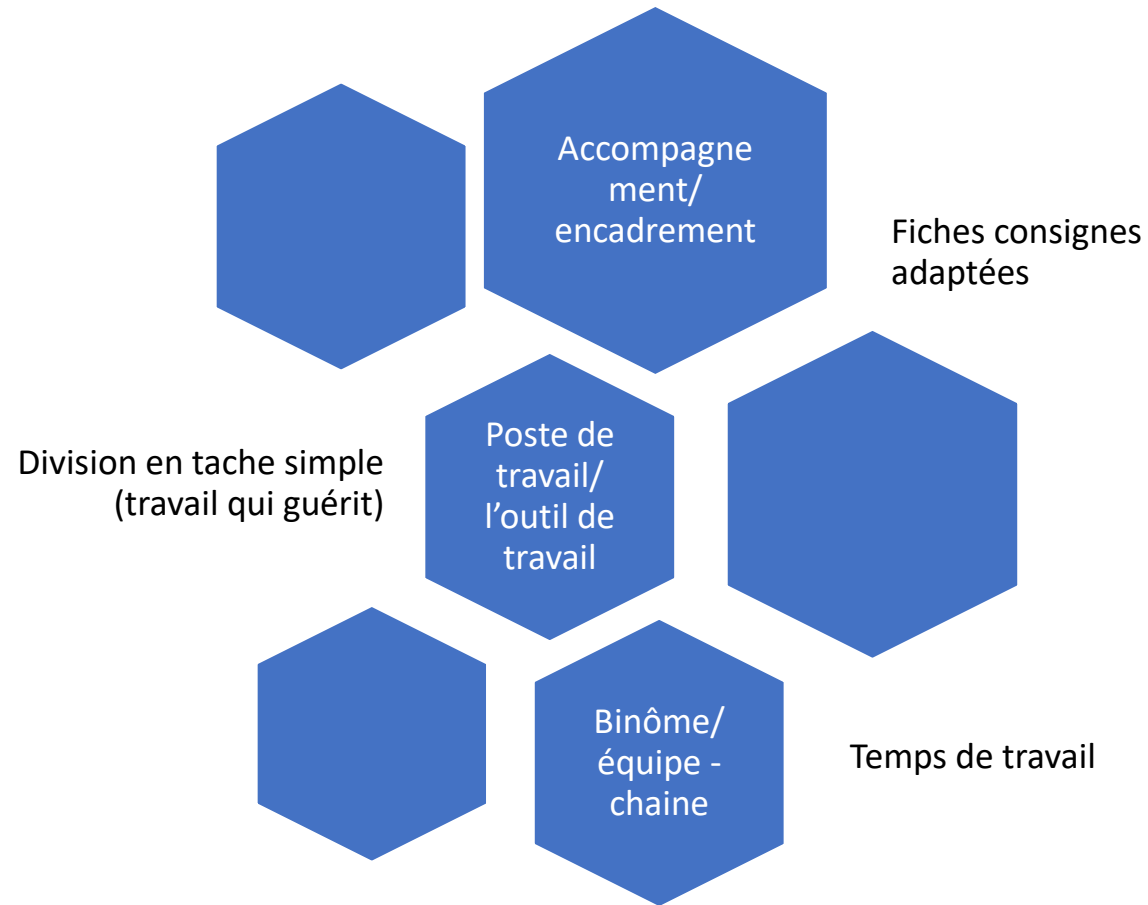 Accompagne
ment/
encadrement
Fiches consignes
adaptées
Division en tache simple
(travail qui guérit)
Poste de
travail/
l’outil de
travail
Binôme/
équipe -
chaine
Temps de travail